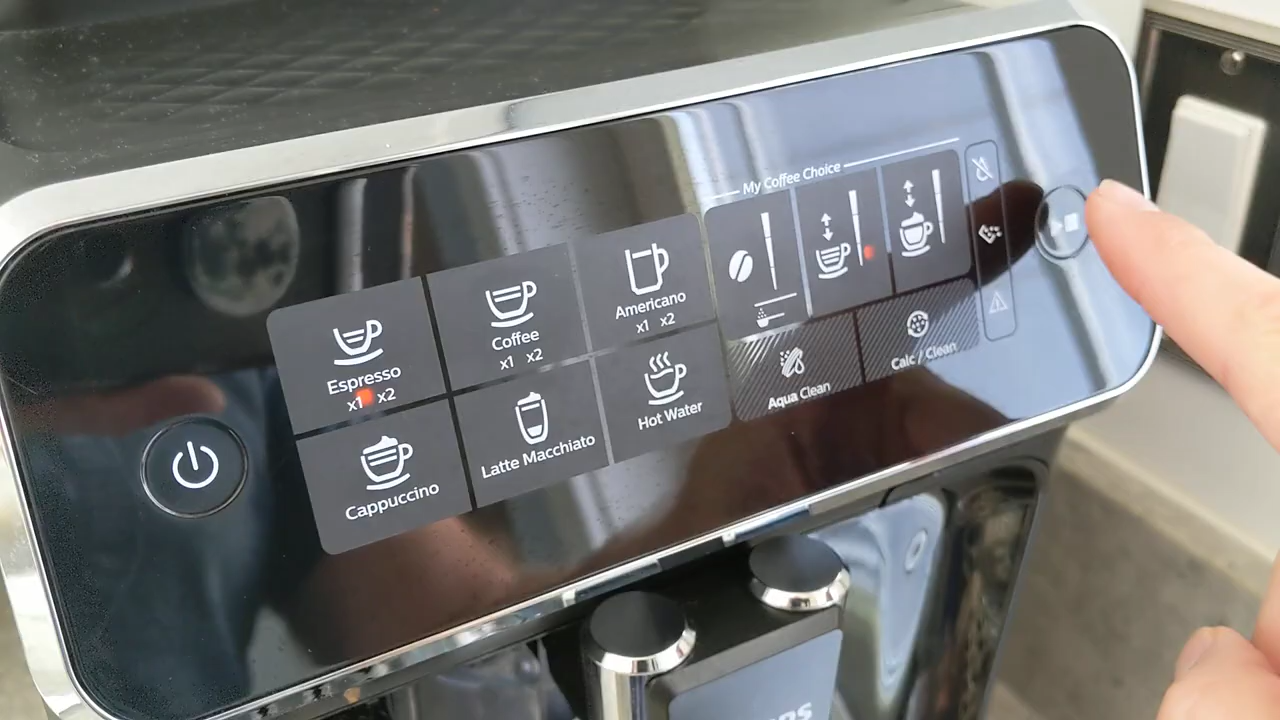 My Coffee Choice
Espresso
x1 x2
Coffee
x1 x2
Americano
x1 x2
Cappuccino
Latte Macchiato
Hot Water
Aqua Clean
Calc / Clean